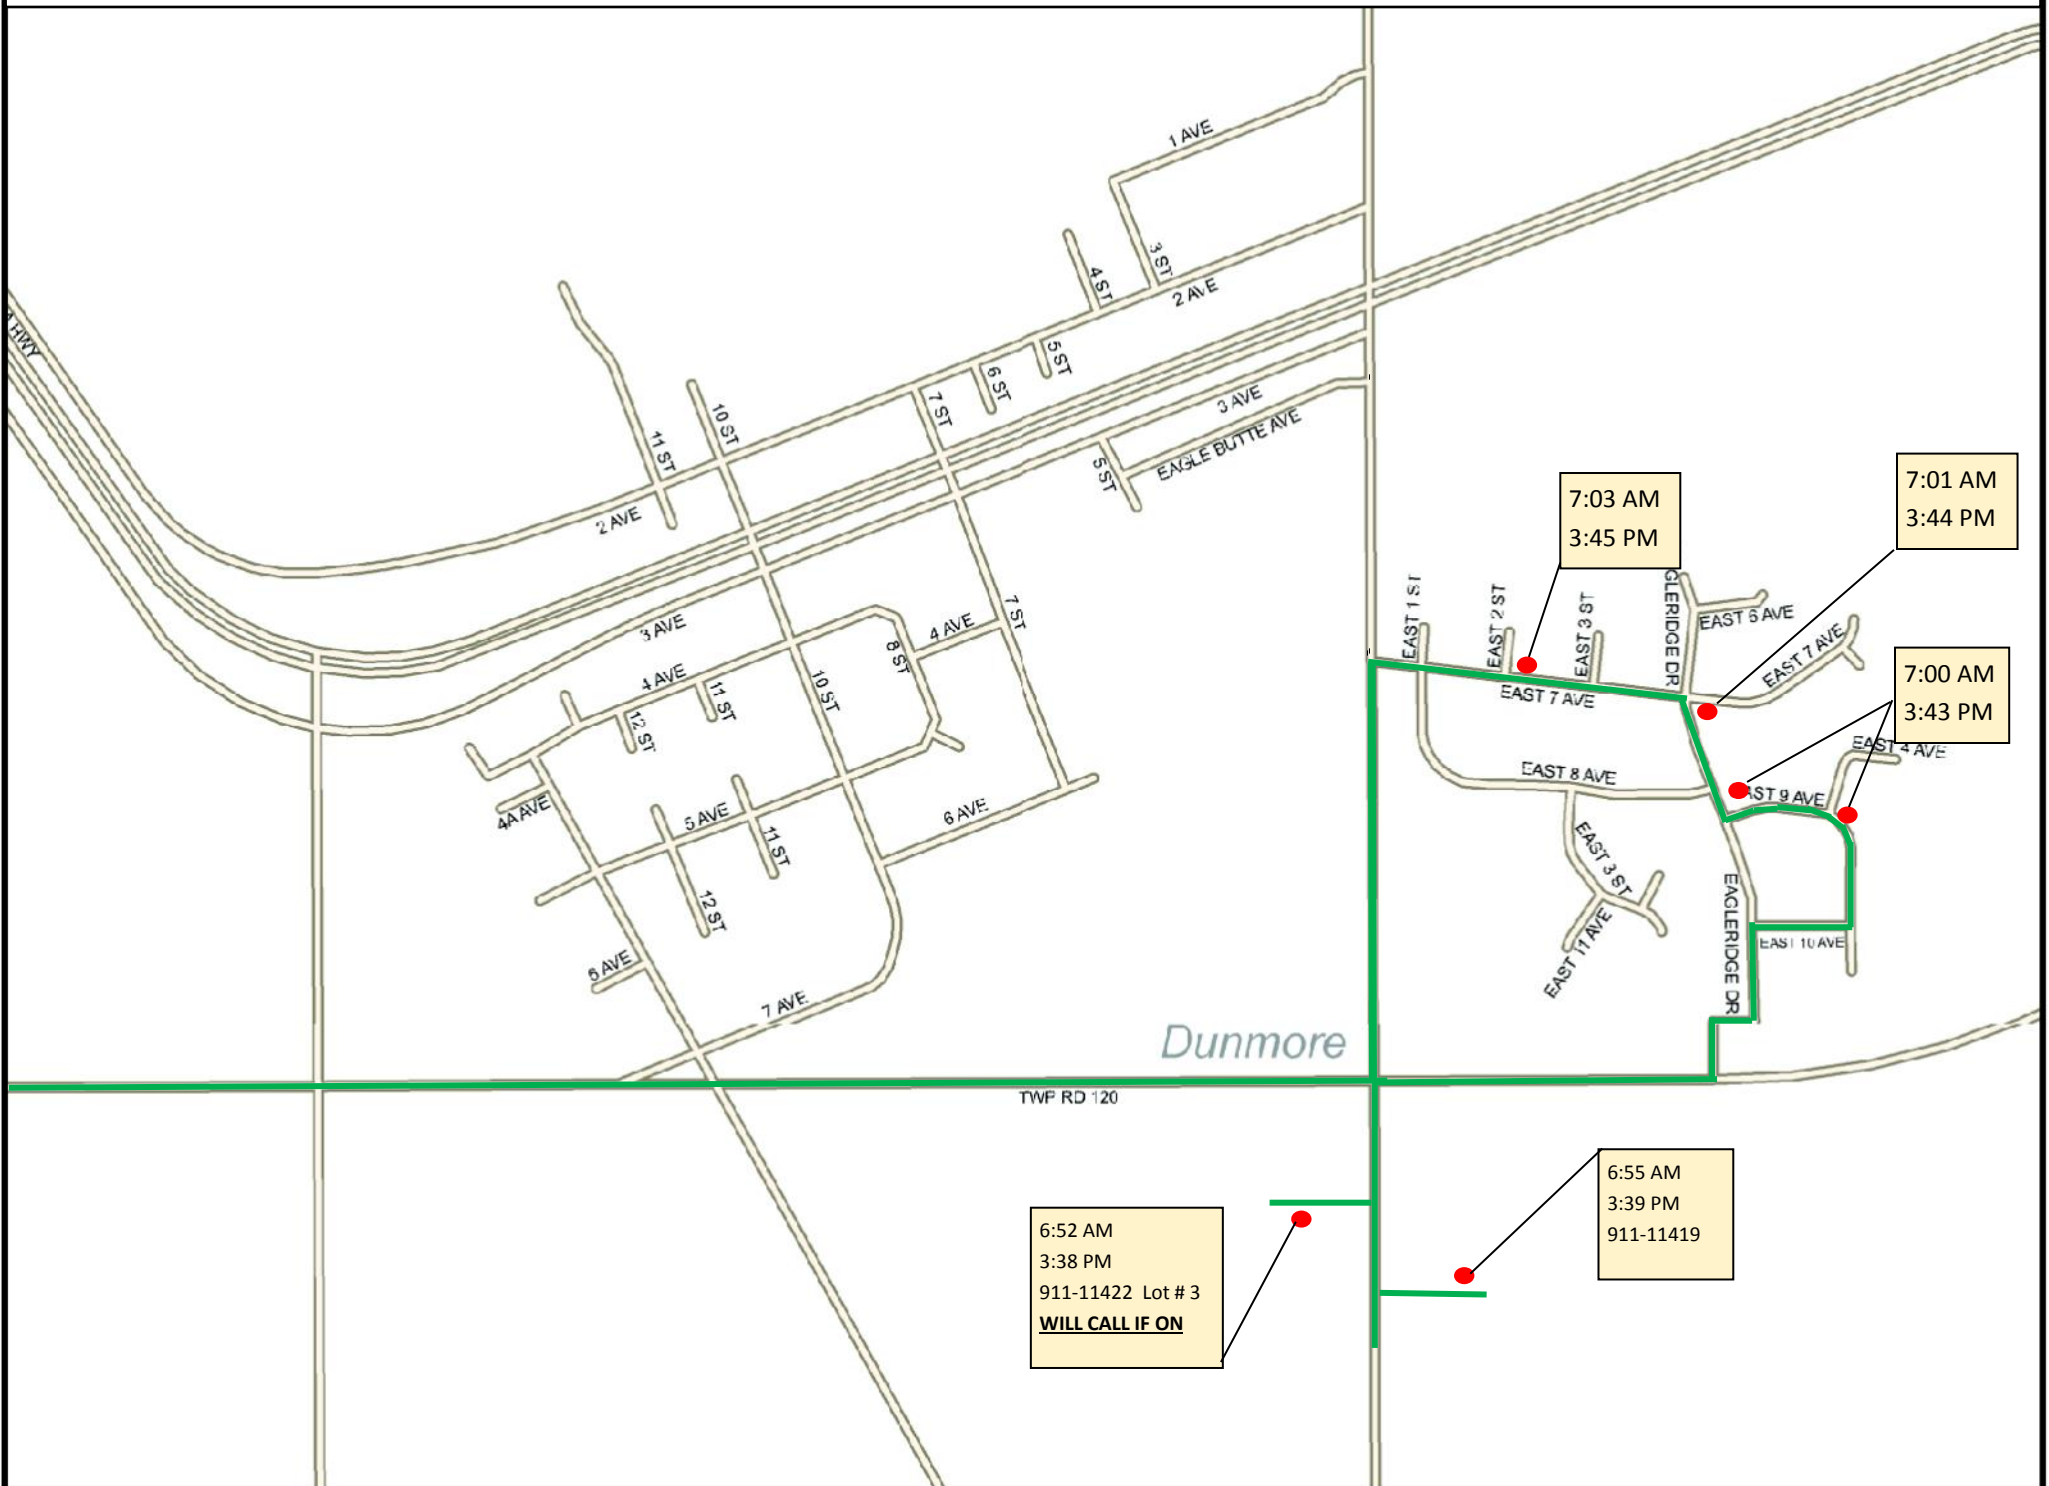 1 AVE
3 ST
4 ST
2 AVE
HWY
5 ST
6 ST
7 ST
3 AVE
EAGLE BUTTE AVE
10 ST
11 ST
5 ST
2 AVE
7:03 AM
3:45 PM
7:01 AM
3:44 PM
EAST 1 ST
EAST 2 ST
EAST 3 ST
GLERIDGE DR
EAST 6 AVE
EAST 7 AVE
7 ST
3 AVE
4 AVE
8 ST
4 AVE
10 ST
11 ST
12 ST
EAST 7 AVE
7:00 AM
3:43 PM
EAST 4 AVE
EAST 8 AVE
AST 9 AVE
4A AVE
5 AVE
6 AVE
11 ST
EAST 3 ST
12 ST
EAGLERIDGE DR
EAST 11 AVE
EAST 10 AVE
6 AVE
7 AVE
Dunmore
TWP RD 120
6:52 AM
3:38 PM
911-11422 Lot # 3
WILL CALL IF ON
6:55 AM
3:39 PM
911-11419